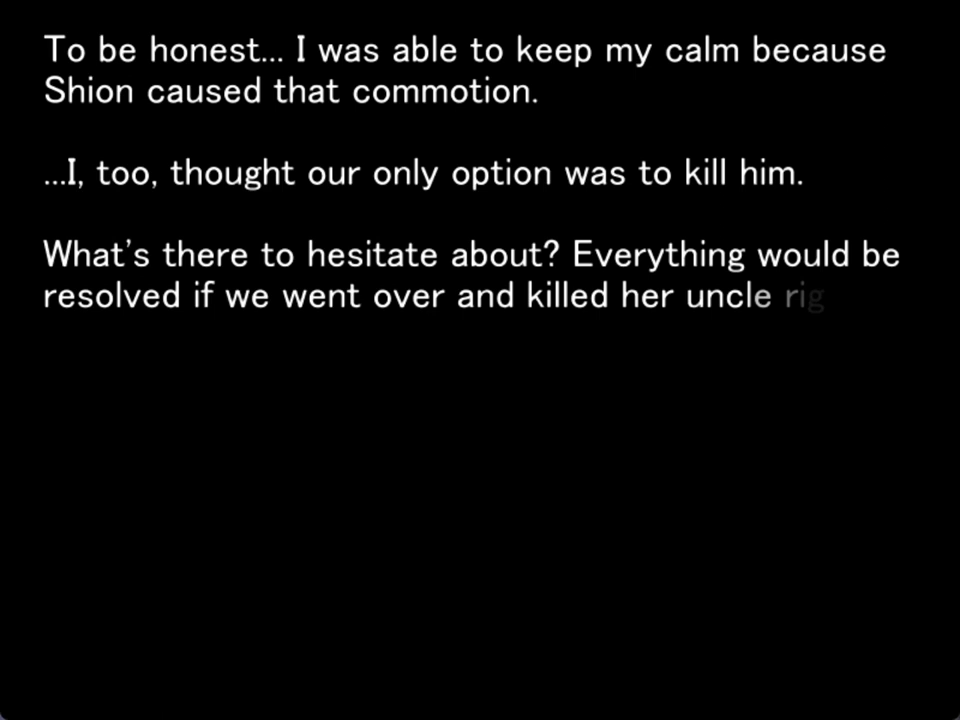 To be honest... I was able to keep my calm because
Shion caused that commotion.
...I, too, thought our only option was to kill him.
What's there to hesitate about? Everything would be
resolved if we went over and killed her uncle rig